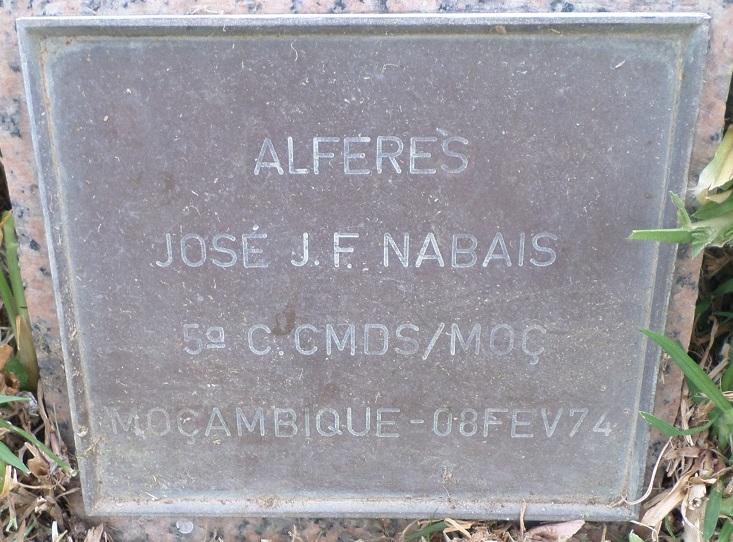 ALFERES
JOSÉ J. F. NABAIS
5ª C. CMDS/MOÇ
MOÇAMBIQUE - 08FEV74